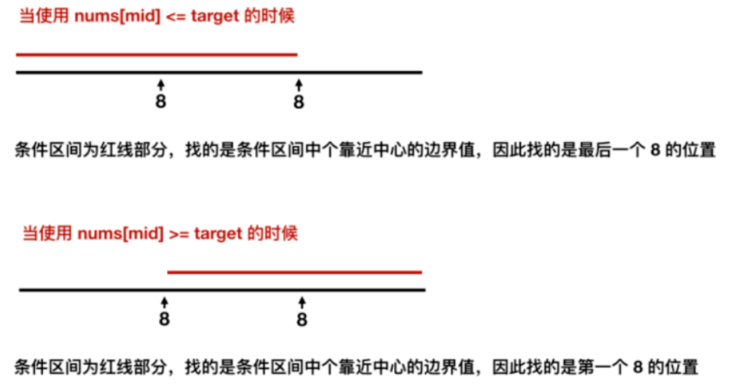 当使用 nums[mid] <= target 的时候
8 8
条件区间为红线部分，找的是条件区间中个靠近中心的边界值，因此找的是最后一个 8 的位置
当使用 nums[mid] >= target 的时候
8 8
条件区间为红线部分，找的是条件区间中个靠近中心的边界值，因此找的是第一个 8 的位置